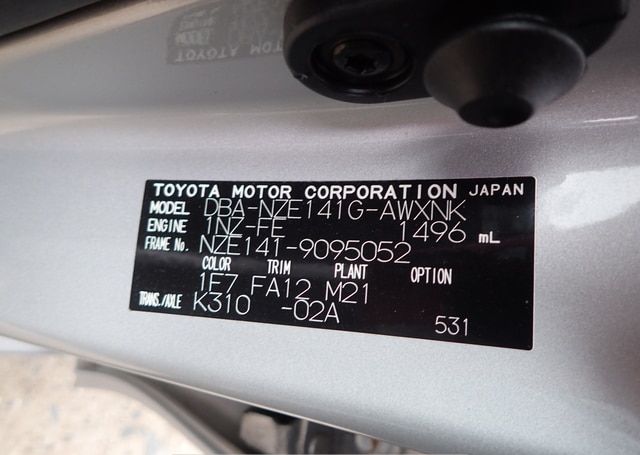 TOYOTA MOTOR CORPORATION JAPAN
MODEL DBA-NZE141G-AWXNK
ENGINE 1NZ-FE 1496 mL
FRAME No. NZE141-9095052
COLOR TRIM PLANT OPTION
1F7 FA12 M21
TRANS./AXLE K310 -02A
531